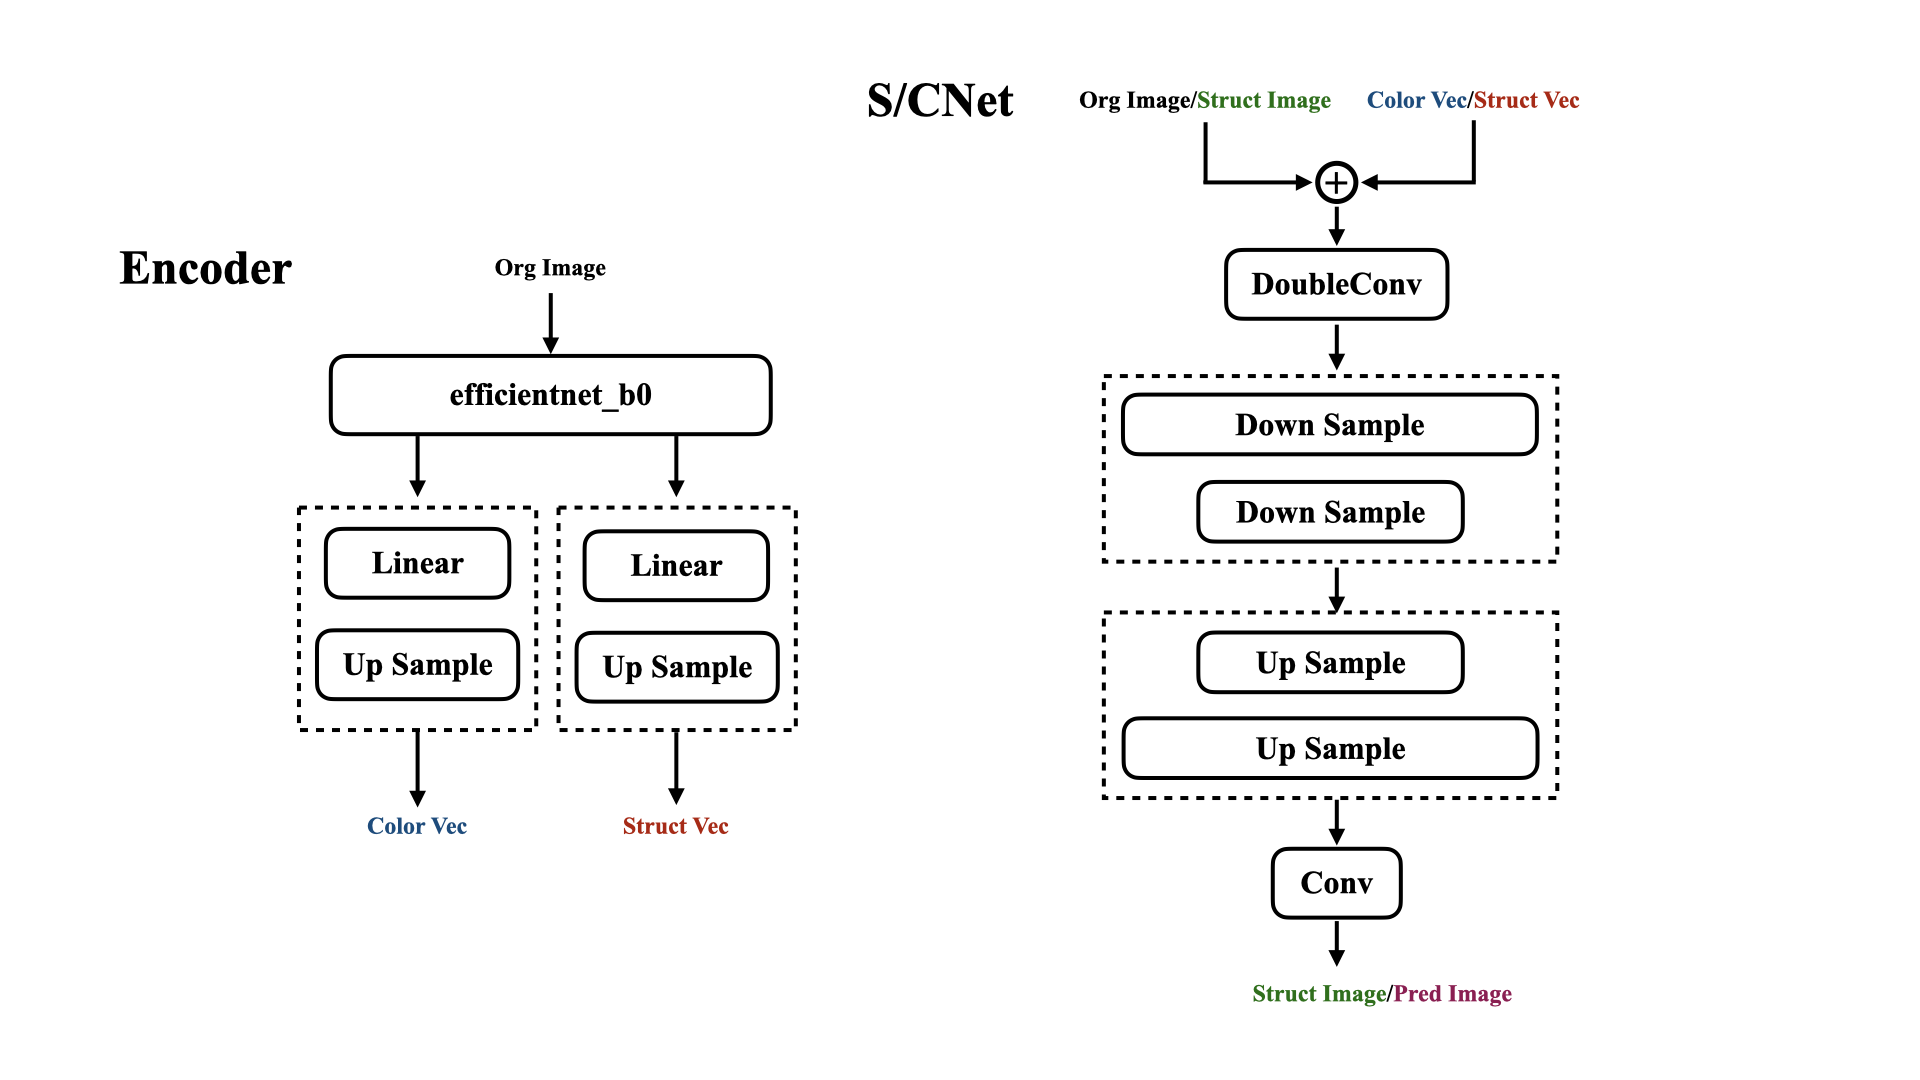 Encoder
Org Image
efficientnet_b0
Linear
Up Sample
Color Vec
Linear
Up Sample
Struct Vec
S/CNet
Org Image/Struct Image
Color Vec/Struct Vec
DoubleConv
Down Sample
Down Sample
Up Sample
Up Sample
Conv
Struct Image/Pred Image